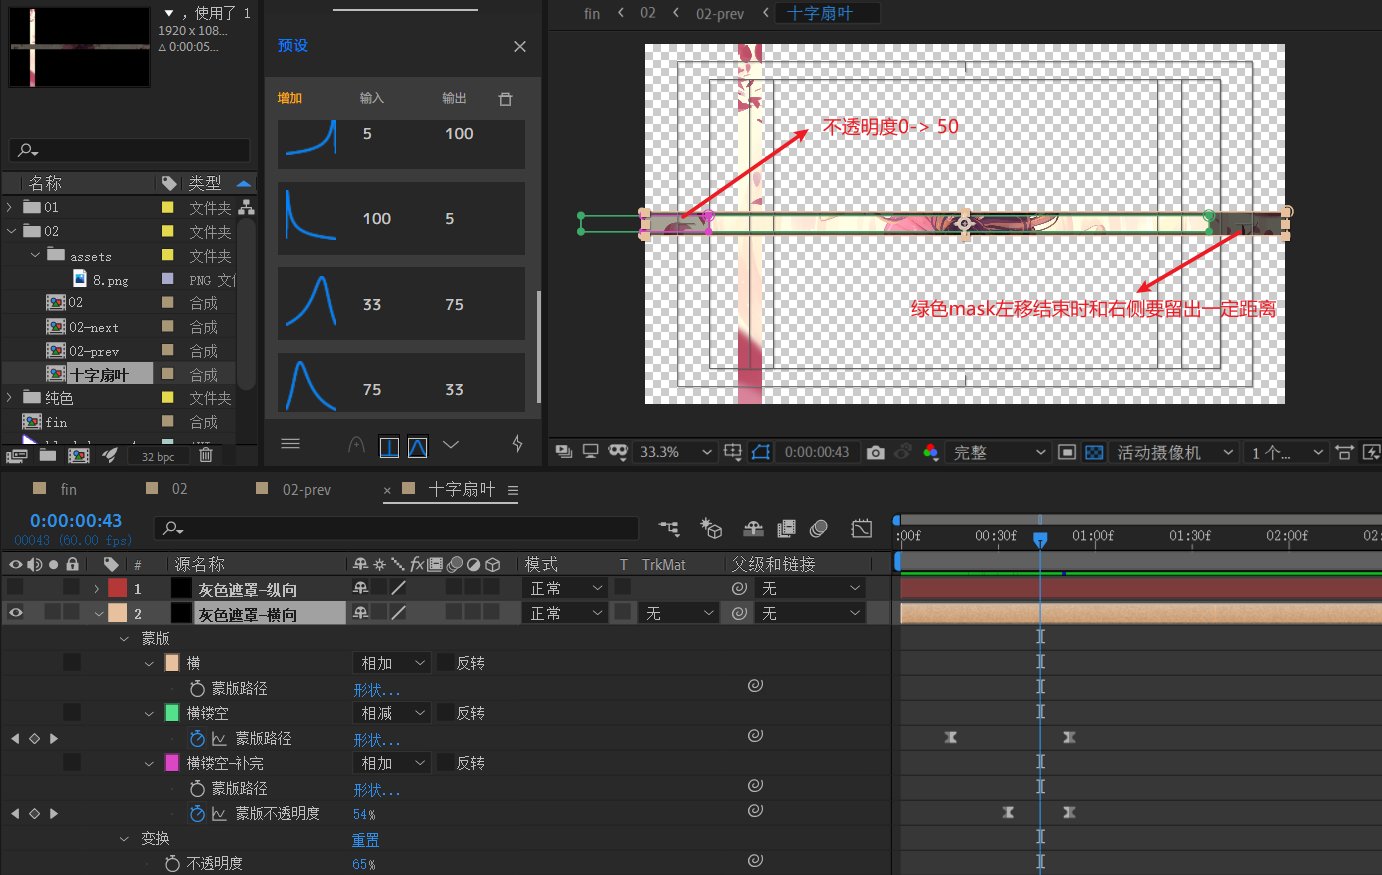 ，使用了 1
1920 x 108...
△ 0:00:05...
名称
类型
01
文件夹
02
文件夹
assets
文件夹
8.png
PNG 文
02
合成
02-next
合成
02-prev
合成
十字扇叶
合成
纯色
文件夹
fin
合成
32 bpc
预设
增加
输入
输出
5
100
100
5
33
75
75
33
fin
02
02-prev
十字扇叶
不透明度0-> 50
绿色mask左移结束时和右侧要留出一定距离
33.3%
0:00:00:43
完整
活动摄像机
1 个...
fin
02
02-prev
× 十字扇叶
0:00:00:43
00043 (60.00 fps)
#
源名称
fx
模式
T
TrkMat
父级和链接
:00f
00:30f
01:00f
01:30f
02:00f
02:
1
灰色遮罩-纵向
正常
无
2
灰色遮罩-横向
正常
无
无
蒙版
横
相加
反转
蒙版路径
形状...
横镂空
相减
反转
蒙版路径
形状...
横镂空-补完
相加
反转
蒙版路径
形状...
蒙版不透明度
54%
变换
重置
不透明度
65%